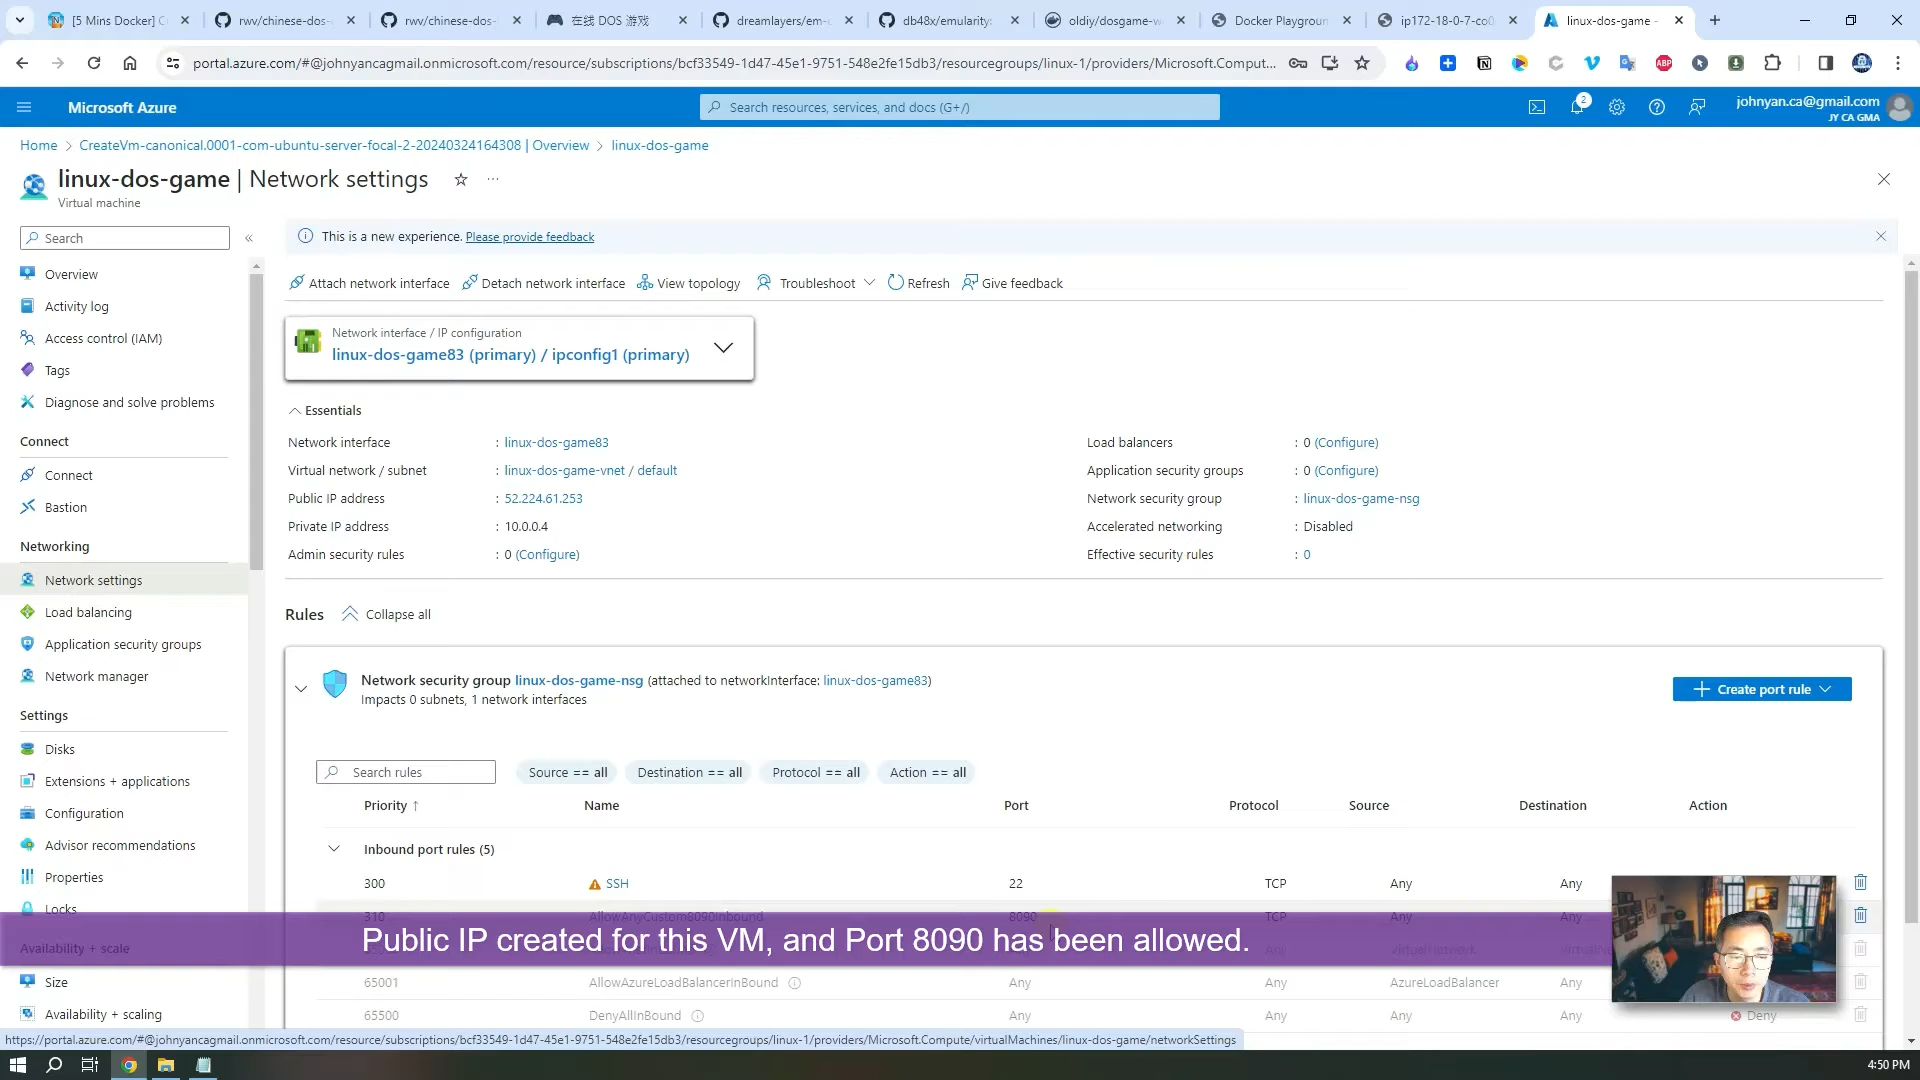 [5 Mins Docker] C
rwv/chinese-dos-
rwv/chinese-dos-
在线 DOS 游戏
dreamlayers/em-
db48x/emularity:
oldiy/dosgame-w
Docker Playgroun
ip172-18-0-7-co0
linux-dos-game -
portal.azure.com/#@johnyancagmail.onmicrosoft.com/resource/subscriptions/bcf33549-1d47-45e1-9751-548e2fe15db3/resourcegroups/linux-1/providers/Microsoft.Comput...
Microsoft Azure
Search resources, services, and docs (G+/)
2
johnyan.ca@gmail.com
JY CA GMA
Home > CreateVm-canonical.0001-com-ubuntu-server-focal-2-20240324164308 | Overview > linux-dos-game
linux-dos-game | Network settings
Virtual machine
Search
This is a new experience. Please provide feedback
Overview
Activity log
Access control (IAM)
Tags
Diagnose and solve problems
Connect
Connect
Bastion
Networking
Network settings
Load balancing
Application security groups
Network manager
Settings
Disks
Extensions + applications
Configuration
Advisor recommendations
Properties
Locks
Availability + scale
Size
Availability + scaling
Attach network interface
Detach network interface
View topology
Troubleshoot
Refresh
Give feedback
Network interface / IP configuration
linux-dos-game83 (primary) / ipconfig1 (primary)
Essentials
Network interface : linux-dos-game83
Virtual network / subnet : linux-dos-game-vnet / default
Public IP address : 52.224.61.253
Private IP address : 10.0.0.4
Admin security rules : 0 (Configure)
Load balancers : 0 (Configure)
Application security groups : 0 (Configure)
Network security group : linux-dos-game-nsg
Accelerated networking : Disabled
Effective security rules : 0
Rules Collapse all
Network security group linux-dos-game-nsg (attached to networkInterface: linux-dos-game83)
Impacts 0 subnets, 1 network interfaces
Create port rule
Search rules
Source == all
Destination == all
Protocol == all
Action == all
Priority ↑ Name Port Protocol Source Destination Action
Inbound port rules (5)
300 SSH 22 TCP Any Any
310 AllowAnyCustom8090Inbound 8090 TCP Any Any
Public IP created for this VM, and Port 8090 has been allowed.
65001 AllowAzureLoadBalancerInBound Any Any AzureLoadBalancer Any
65500 DenyAllInBound Any Any Any Any Deny
https://portal.azure.com/#@johnyancagmail.onmicrosoft.com/resource/subscriptions/bcf33549-1d47-45e1-9751-548e2fe15db3/resourcegroups/linux-1/providers/Microsoft.Compute/virtualMachines/linux-dos-game/networkSettings
4:50 PM